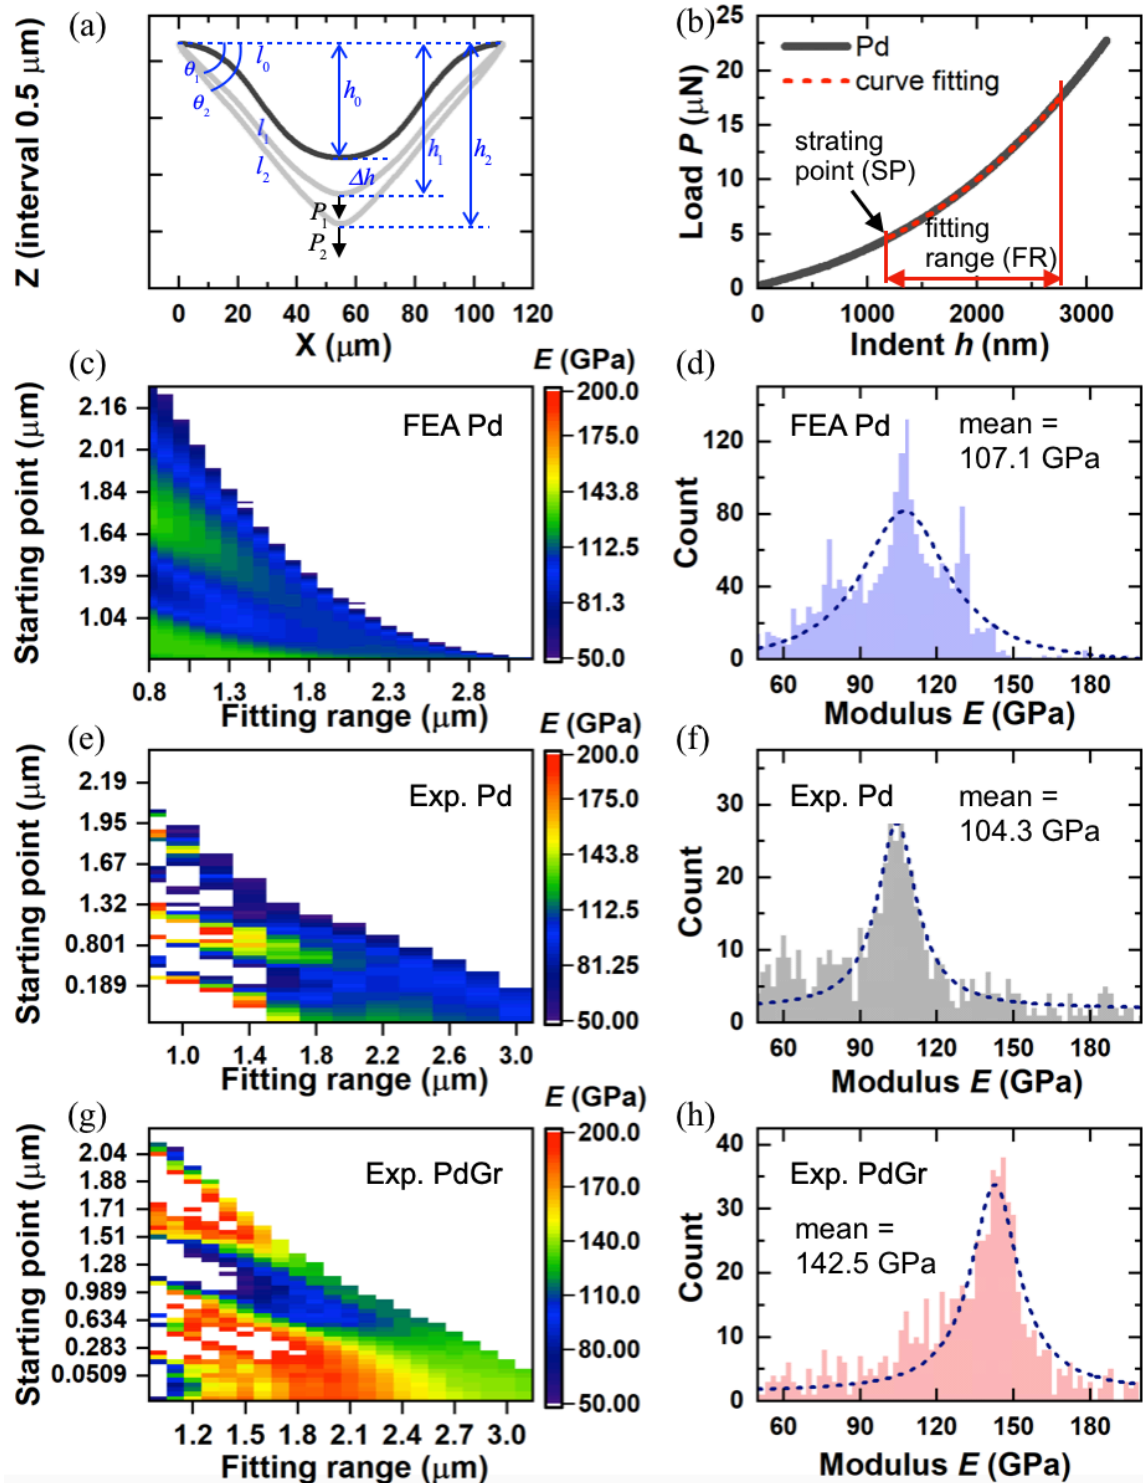 (a)
Z (interval 0.5 μm)
θ1
θ2
l0
l1
l2
h0
h1
h2
Δh
P1
P2
0 20 40 60 80 100 120
X (μm)
(b)
Load P (μN)
25
20
15
10
5
0
Pd
curve fitting
strating
point (SP)
fitting
range (FR)
0 1000 2000 3000
Indent h (nm)
(c)
Starting point (μm)
2.16
2.01
1.84
1.64
1.39
1.04
FEA Pd
0.8 1.3 1.8 2.3 2.8
Fitting range (μm)
E (GPa)
200.0
175.0
143.8
112.5
81.3
50.0
(d)
Count
120
80
40
0
FEA Pd
mean =
107.1 GPa
60 90 120 150 180
Modulus E (GPa)
(e)
Starting point (μm)
2.19
1.95
1.67
1.32
0.801
0.189
Exp. Pd
1.0 1.4 1.8 2.2 2.6 3.0
Fitting range (μm)
E (GPa)
200.0
175.0
143.8
112.5
81.25
50.00
(f)
Count
30
20
10
0
Exp. Pd
mean =
104.3 GPa
60 90 120 150 180
Modulus E (GPa)
(g)
Starting point (μm)
2.04
1.88
1.71
1.51
1.28
0.989
0.634
0.283
0.0509
Exp. PdGr
1.2 1.5 1.8 2.1 2.4 2.7 3.0
Fitting range (μm)
E (GPa)
200.0
170.0
140.0
110.0
80.00
50.00
(h)
Count
40
30
20
10
0
Exp. PdGr
mean =
142.5 GPa
60 90 120 150 180
Modulus E (GPa)